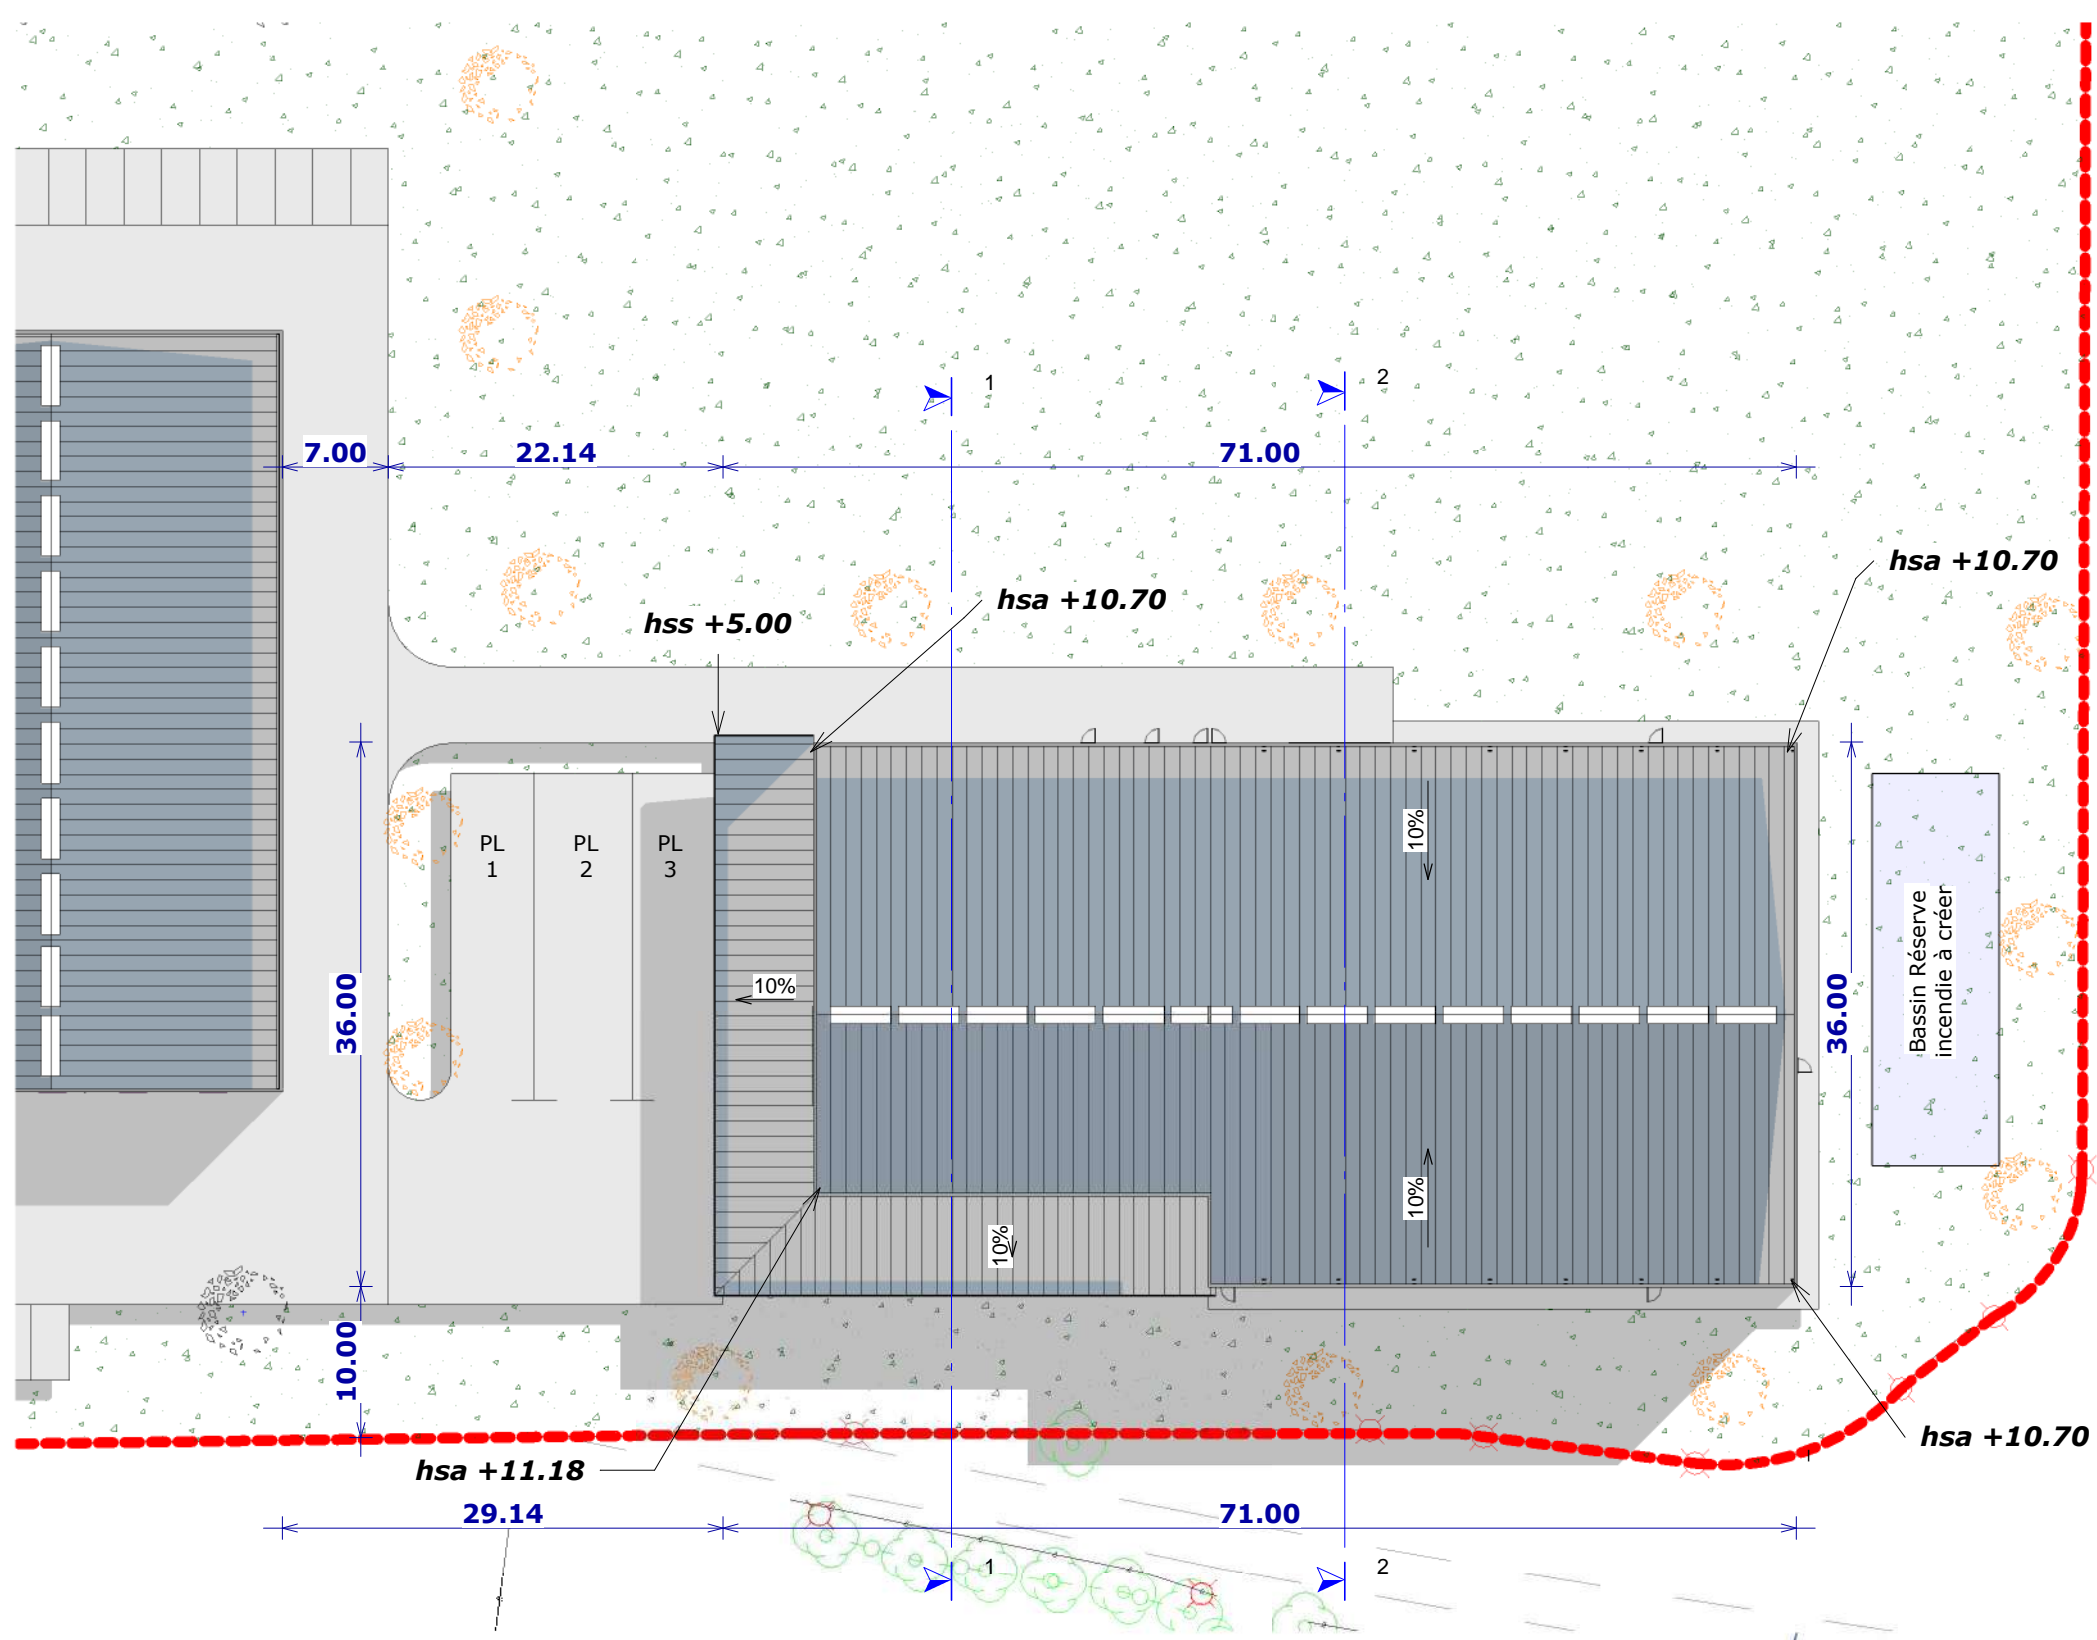 1
2
7.00
22.14
71.00
hsa +10.70
hsa +10.70
hss +5.00
PL
1
PL
2
PL
3
10%
10%
10%
10%
36.00
36.00
Bassin Réserve
incendie à créer
10.00
hsa +11.18
hsa +10.70
29.14
71.00
1
2